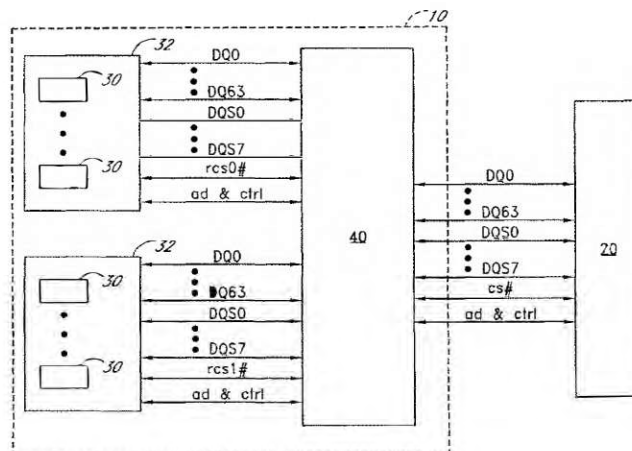 10
32
30
30
DQ0
DQ63
DQS0
DQS7
rcs0#
ad & ctrl
32
30
30
DQ0
DQ63
DQS0
DQS7
rcs1#
ad & ctrl
40
DQ0
DQ63
DQS0
DQS7
cs#
ad & ctrl
20